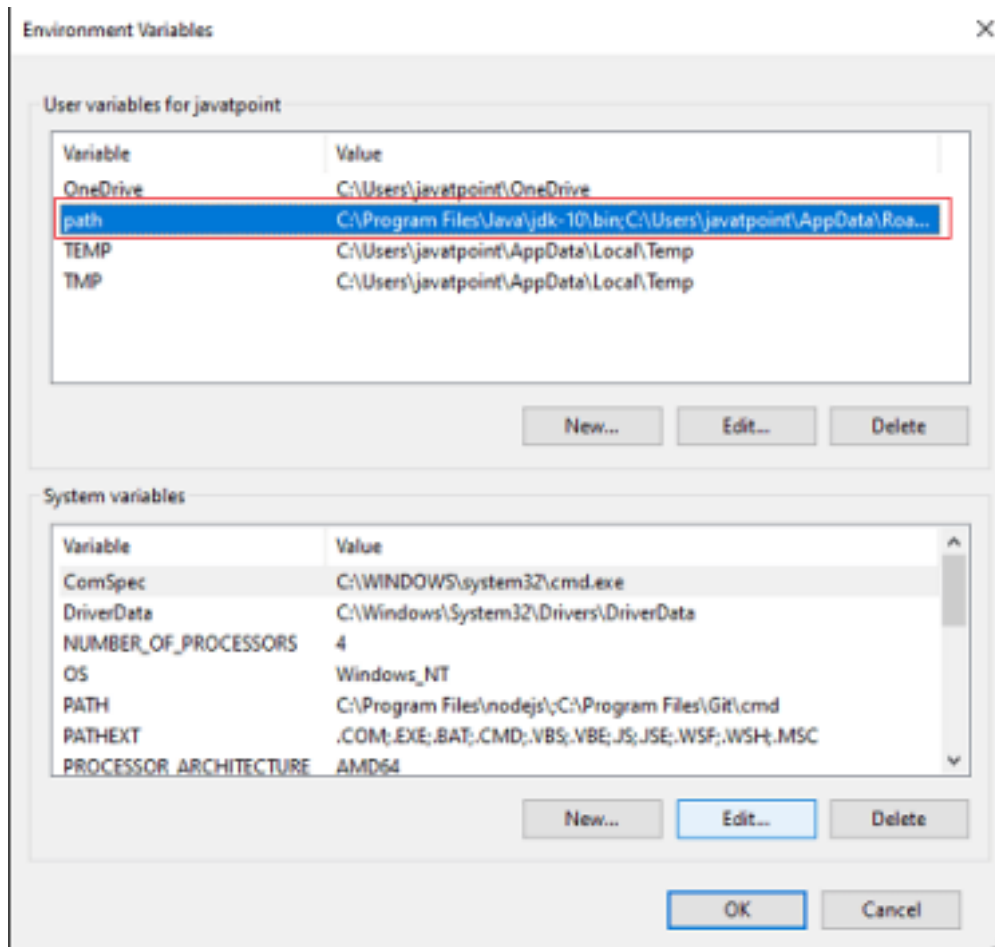 Environment Variables
User variables for javatpoint
Variable Value
OneDrive C:\Users\javatpoint\OneDrive
path C:\Program Files\Java\jdk-10\bin;C:\Users\javatpoint\AppData\Roa...
TEMP C:\Users\javatpoint\AppData\Local\Temp
TMP C:\Users\javatpoint\AppData\Local\Temp
New... Edit... Delete
System variables
Variable Value
ComSpec C:\WINDOWS\system32\cmd.exe
DriverData C:\Windows\System32\Drivers\DriverData
NUMBER_OF_PROCESSORS 4
OS Windows_NT
PATH C:\Program Files\nodejs\;C:\Program Files\Git\cmd
PATHEXT .COM;.EXE;.BAT;.CMD;.VBS;.VBE;.JS;.JSE;.WSF;.WSH;.MSC
PROCESSOR_ARCHITECTURE AMD64
New... Edit... Delete
OK Cancel